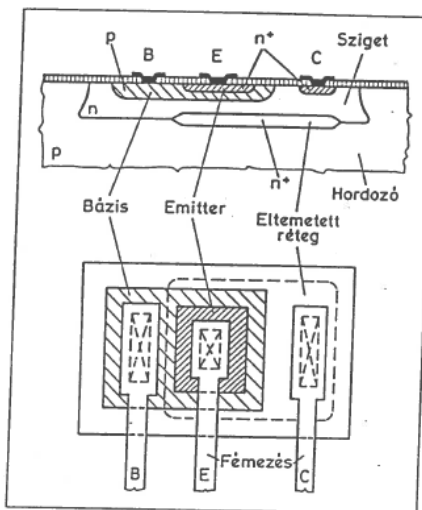 p B E n+ C Sziget
n
p n+ Hordozó
Bázis Emitter Eltemetett
réteg
Fémezés
B E C